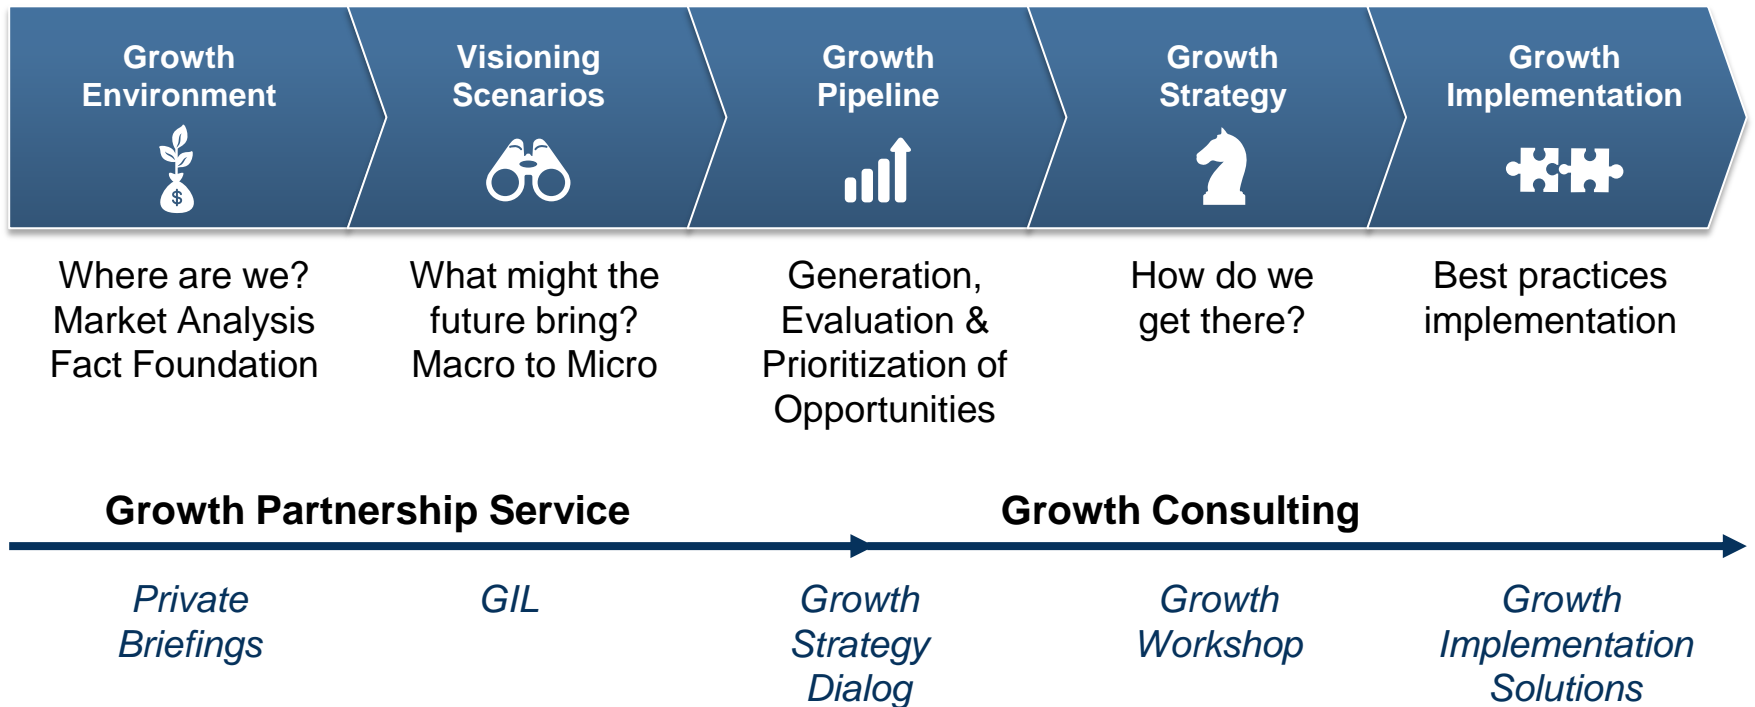 Growth
Environment
$
Visioning
Scenarios
Growth
Pipeline
Growth
Strategy
Growth
Implementation
Where are we?
Market Analysis
Fact Foundation
What might the
future bring?
Macro to Micro
Generation,
Evaluation &
Prioritization of
Opportunities
How do we
get there?
Best practices
implementation
Growth Partnership Service
Growth Consulting
Private
Briefings
GIL
Growth
Strategy
Dialog
Growth
Workshop
Growth
Implementation
Solutions